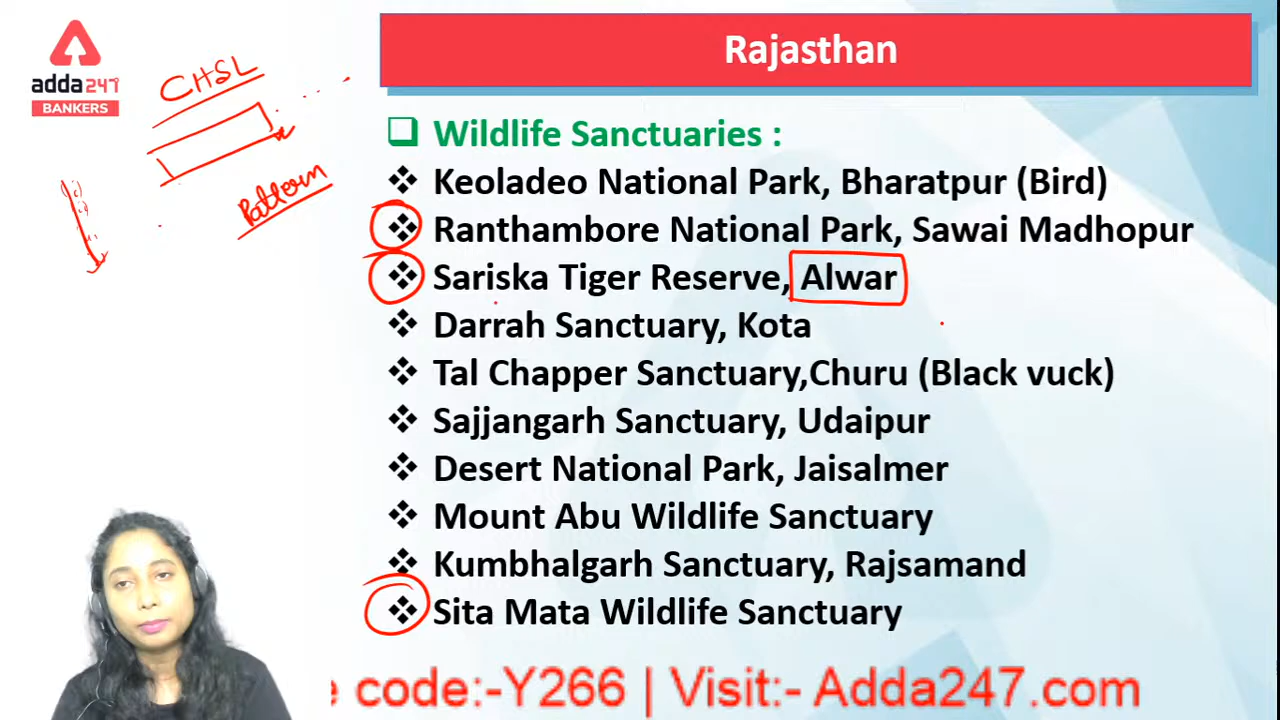 adda247
BANKERS
CHSL
Pattern
Rajasthan
Wildlife Sanctuaries :
Keoladeo National Park, Bharatpur (Bird)
Ranthambore National Park, Sawai Madhopur
Sariska Tiger Reserve, Alwar
Darrah Sanctuary, Kota
Tal Chapper Sanctuary,Churu (Black vuck)
Sajjangarh Sanctuary, Udaipur
Desert National Park, Jaisalmer
Mount Abu Wildlife Sanctuary
Kumbhalgarh Sanctuary, Rajsamand
Sita Mata Wildlife Sanctuary
code:-Y266 | Visit:- Adda247.com